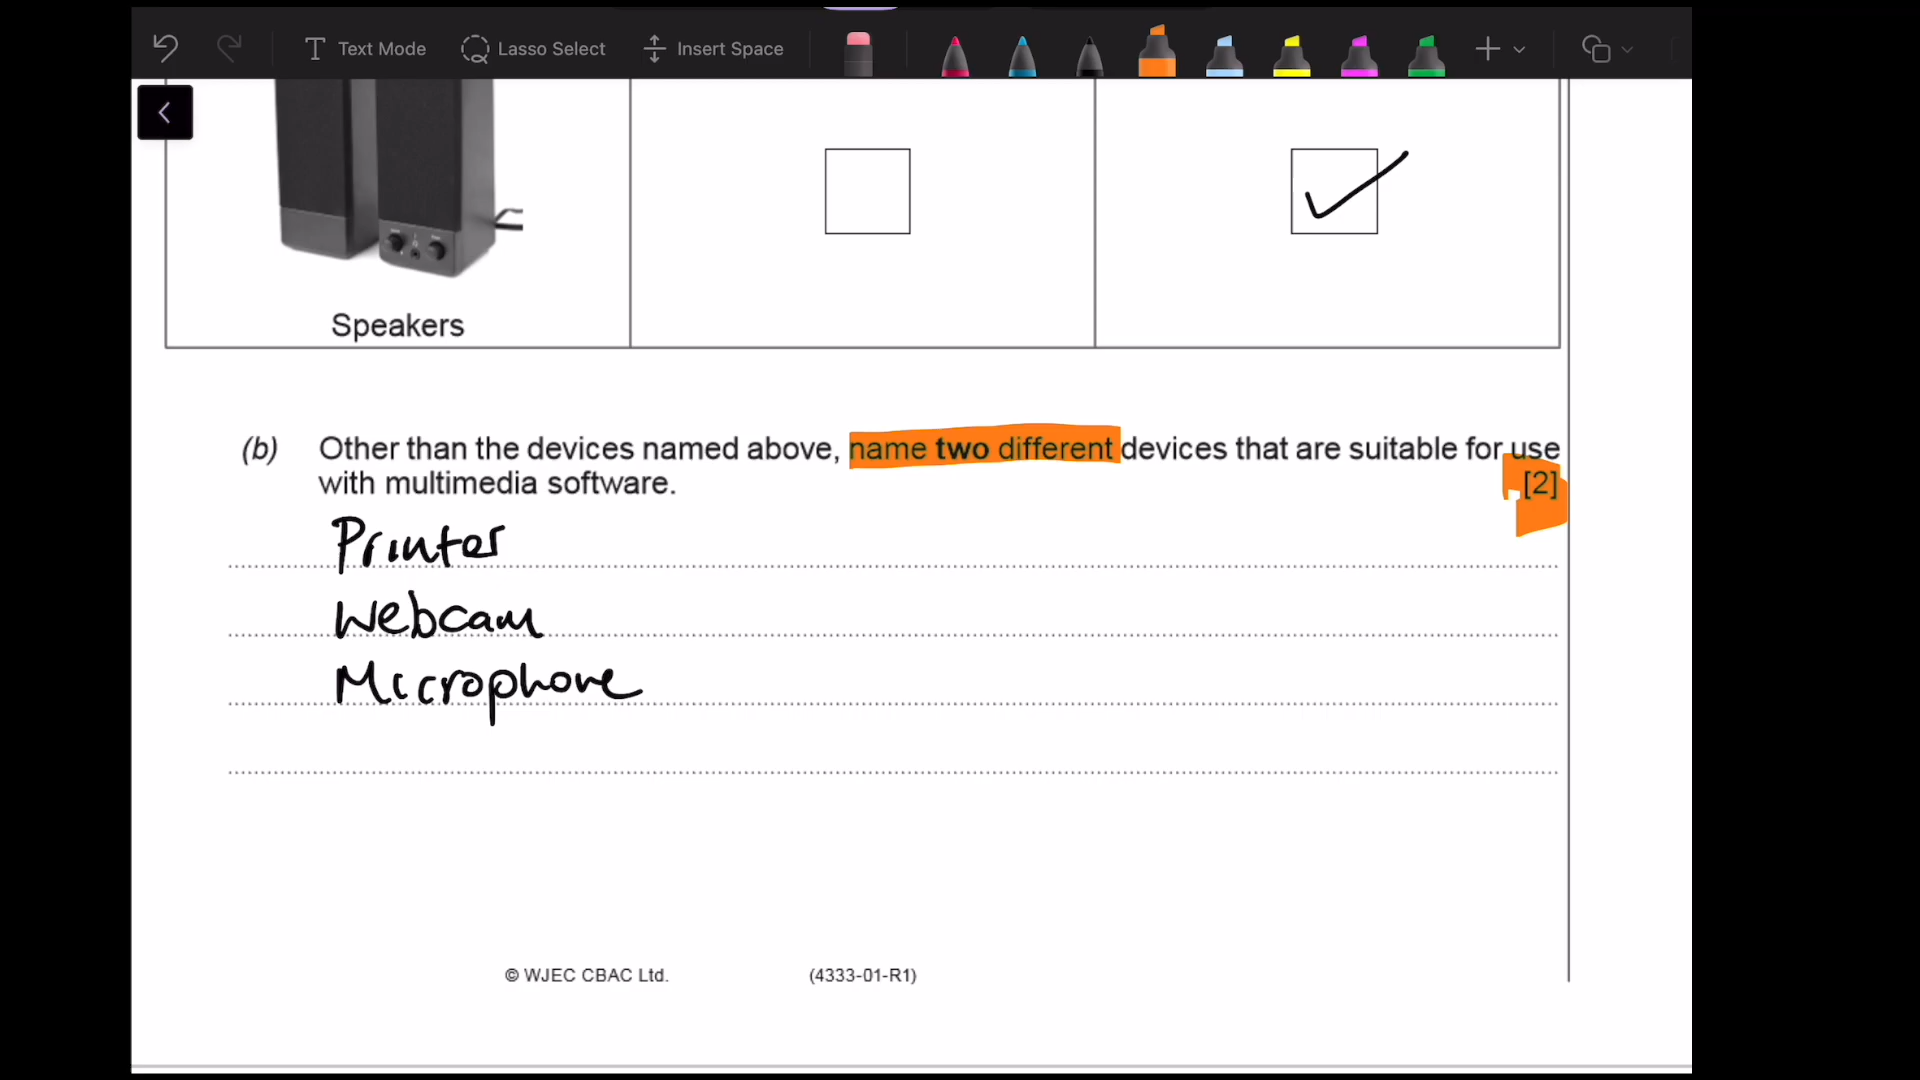 Text Mode Lasso Select Insert Space
Speakers
(b) Other than the devices named above, name two different devices that are suitable for use
with multimedia software. [2]
Printer
Webcam
Microphone
© WJEC CBAC Ltd. (4333-01-R1)